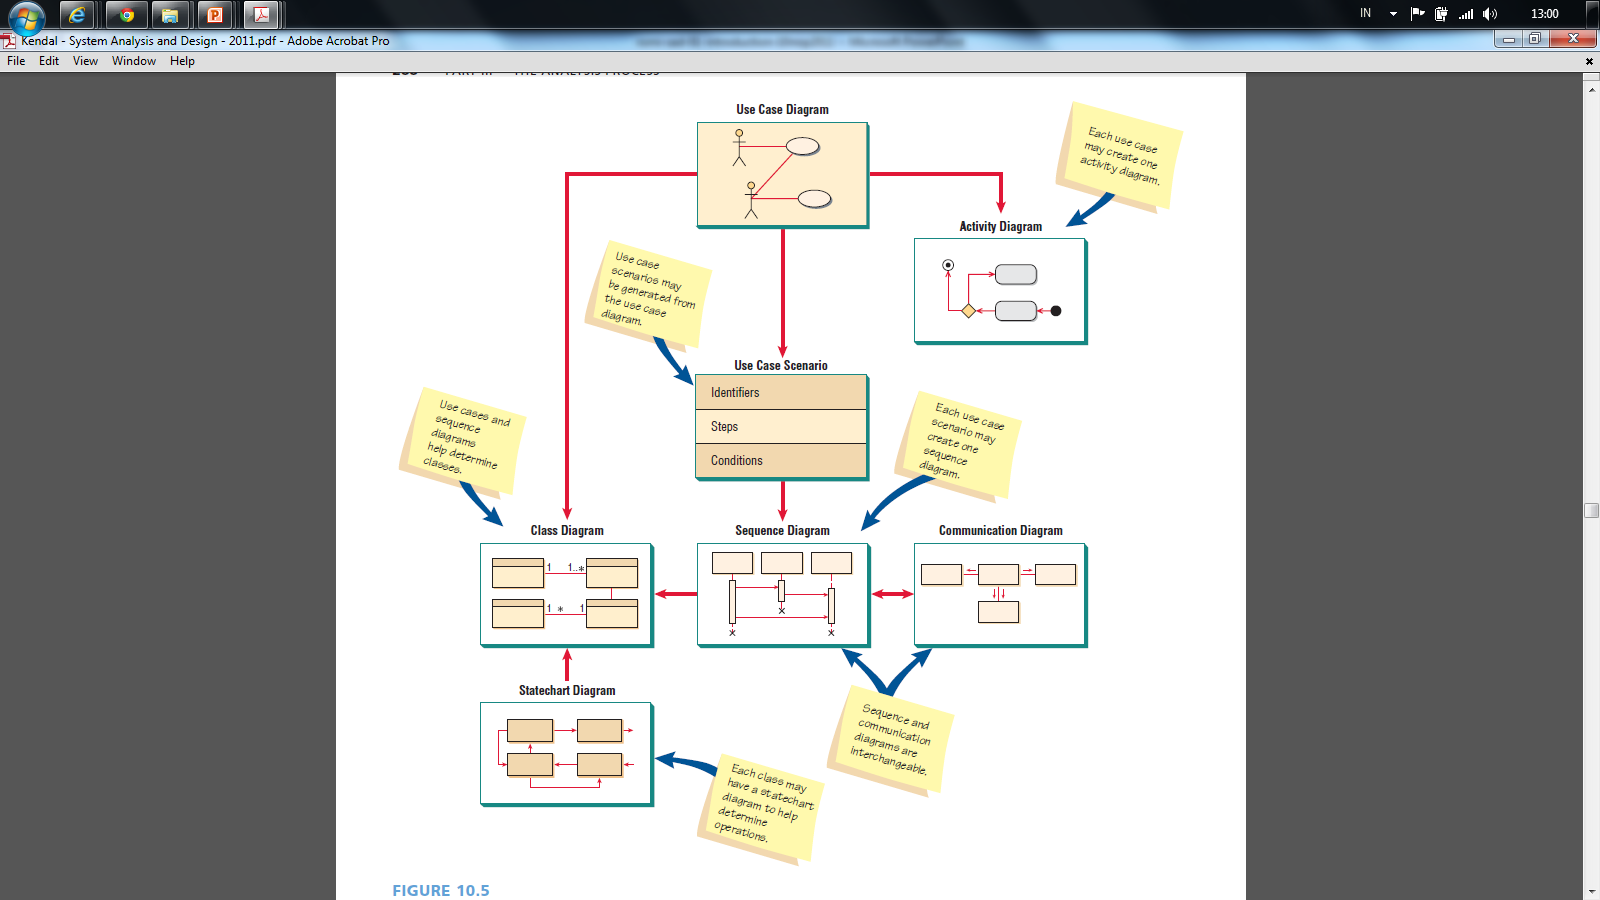 IN
13:00
Kendal - System Analysis and Design - 2011.pdf - Adobe Acrobat Pro
File Edit View Window Help
PART III THE ANALYSIS PROCESS
Use Case Diagram
Each use case
may create one
activity diagram.
Activity Diagram
Use case
scenarios may
be generated from
the use case
diagram.
Use Case Scenario
Identifiers
Steps
Conditions
Use cases and
sequence
diagrams
help determine
classes.
Each use case
scenario may
create one
sequence
diagram.
Class Diagram
Sequence Diagram
Communication Diagram
1 1..*
1 * 1
Statechart Diagram
Sequence and
communication
diagrams are
interchangeable.
Each class may
have a statechart
diagram to help
determine
operations.
FIGURE 10.5